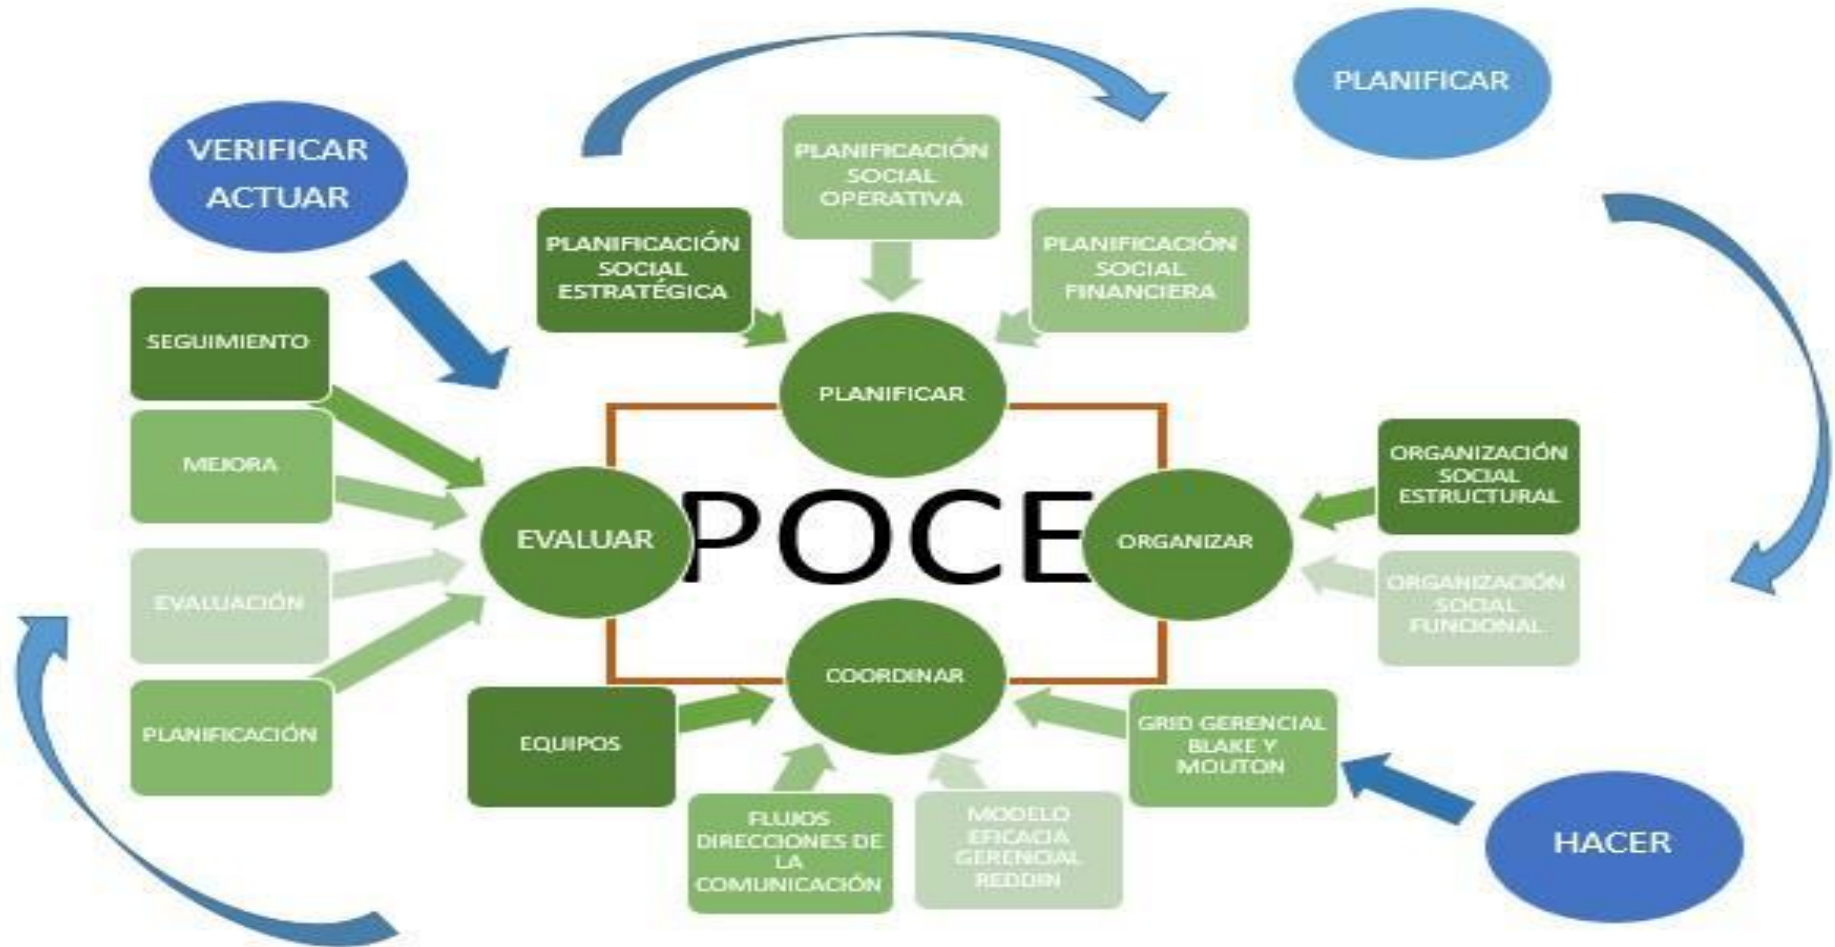 PLANIFICAR
VERIFICAR
ACTUAR
PLANIFICACIÓN
SOCIAL
OPERATIVA
PLANIFICACIÓN
SOCIAL
ESTRATÉGICA
PLANIFICACIÓN
SOCIAL
FINANCIERA
SEGUIMIENTO
PLANIFICAR
MEJORA
ORGANIZACIÓN
SOCIAL
ESTRUCTURAL
EVALUAR
POCE
ORGANIZAR
EVALUACIÓN
ORGANIZACIÓN
SOCIAL
FUNCIONAL
COORDINAR
PLANIFICACIÓN
EQUIPOS
GRID GERENCIAL
BLAKE Y
MOUTON
FLUJOS
DIRECCIONES DE
LA
COMUNICACIÓN
MODELO
EFICACIA
GERENCIAL
REDDIN
HACER